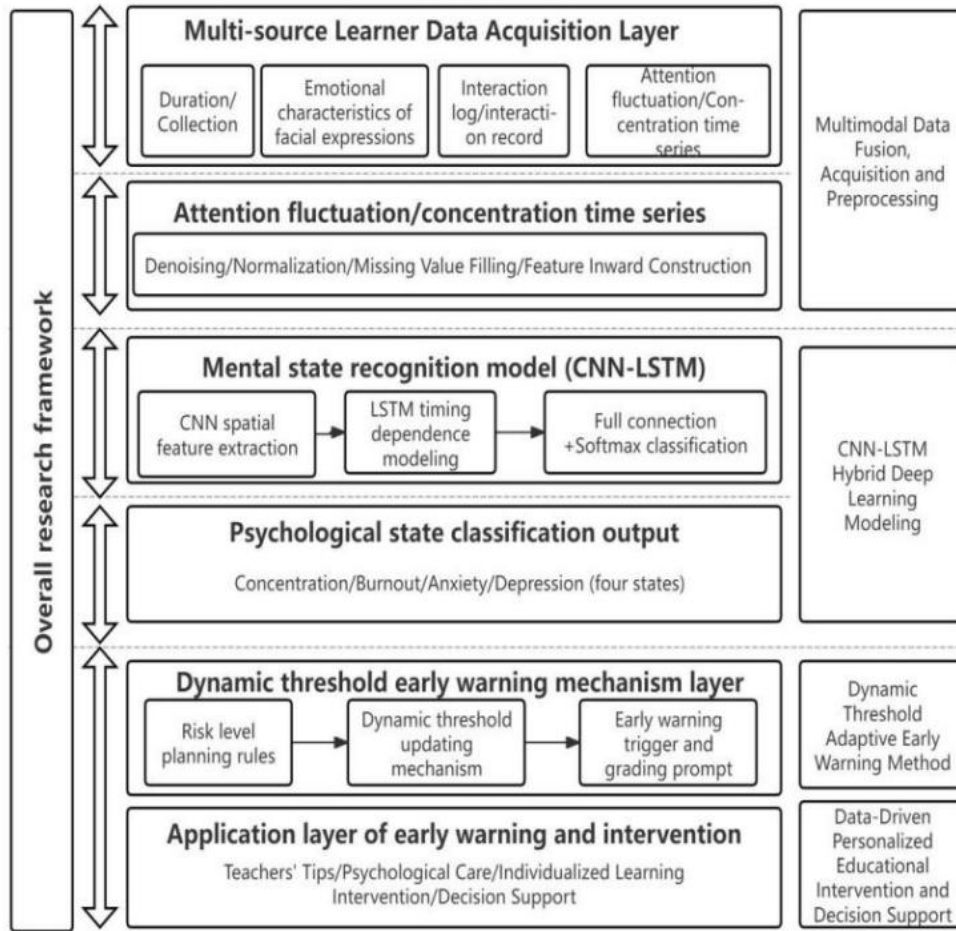 Overall research framework
Multi-source Learner Data Acquisition Layer
Duration/
Collection
Emotional
characteristics of
facial expressions
Interaction
log/interacti-
on record
Attention
fluctuation/Con-
centration time
series
Multimodal Data
Fusion,
Acquisition and
Preprocessing
Attention fluctuation/concentration time series
Denoising/Normalization/Missing Value Filling/Feature Inward Construction
Mental state recognition model (CNN-LSTM)
CNN spatial
feature extraction
LSTM timing
dependence
modeling
Full connection
+Softmax classification
CNN-LSTM
Hybrid Deep
Learning
Modeling
Psychological state classification output
Concentration/Burnout/Anxiety/Depression (four states)
Dynamic threshold early warning mechanism layer
Risk level
planning rules
Dynamic threshold
updating
mechanism
Early warning
trigger and
grading prompt
Dynamic
Threshold
Adaptive Early
Warning Method
Application layer of early warning and intervention
Teachers' Tips/Psychological Care/Individualized Learning
Intervention/Decision Support
Data-Driven
Personalized
Educational
Intervention and
Decision Support